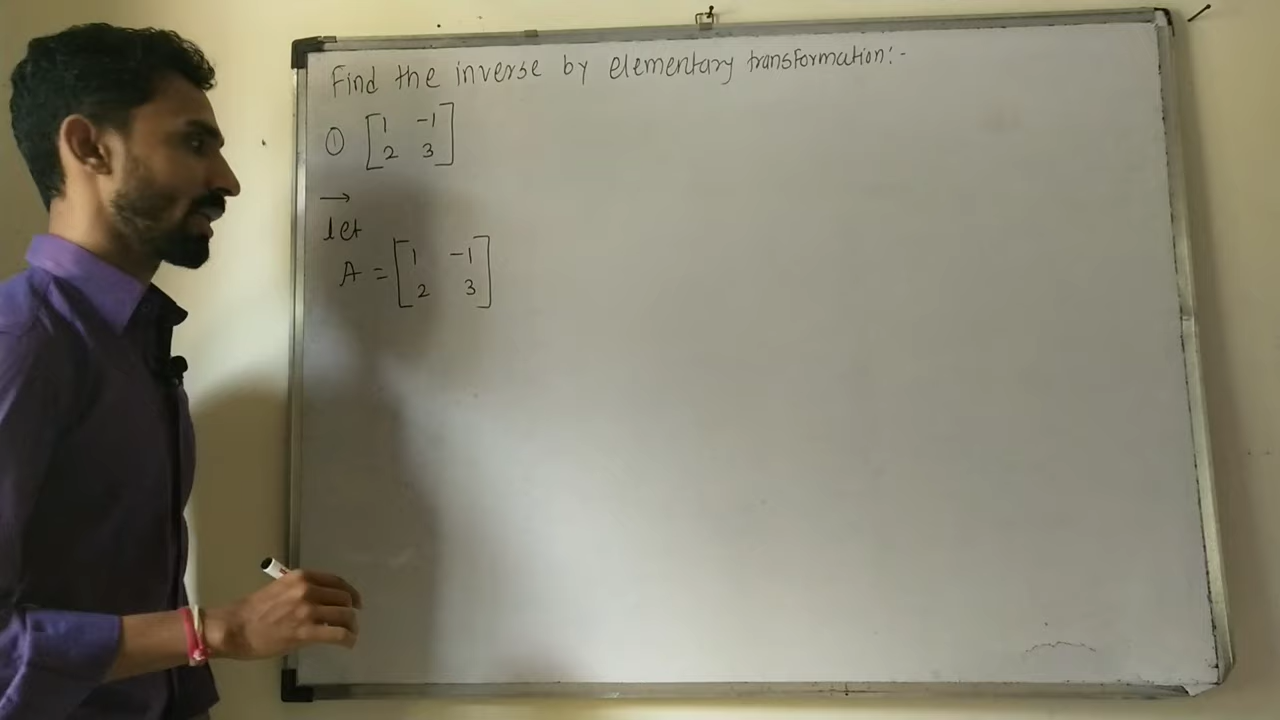 Find the inverse by elementary transformation:-
① [1 -1
2 3]
→
let
A = [1 -1
2 3]